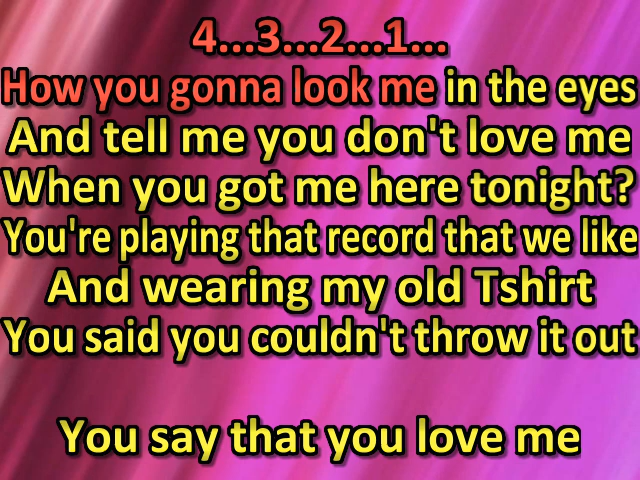 4...3...2...1...
How you gonna look me in the eyes
And tell me you don't love me
When you got me here tonight?
You're playing that record that we like
And wearing my old Tshirt
You said you couldn't throw it out
You say that you love me